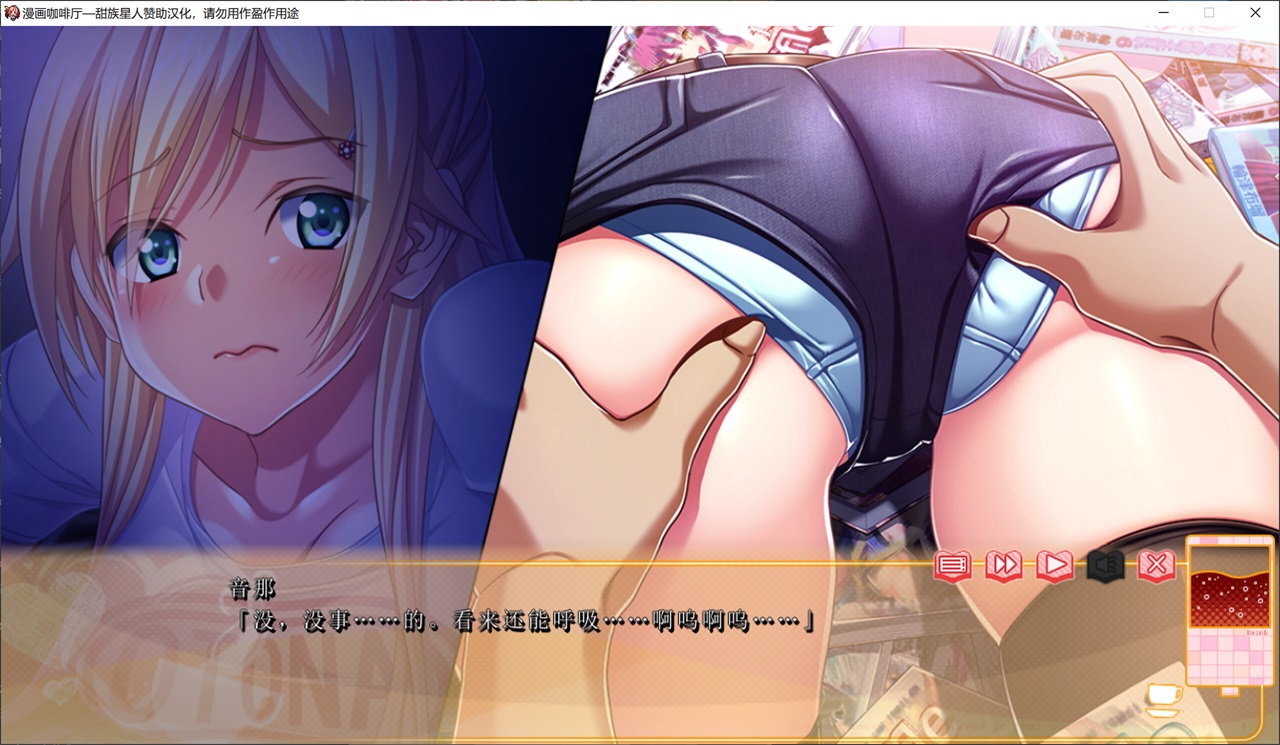 漫画咖啡厅—甜族星人赞助汉化，请勿用作盈作用途
音那
「没，没事……的。看来还能呼吸……啊呜啊呜……」
OTONA